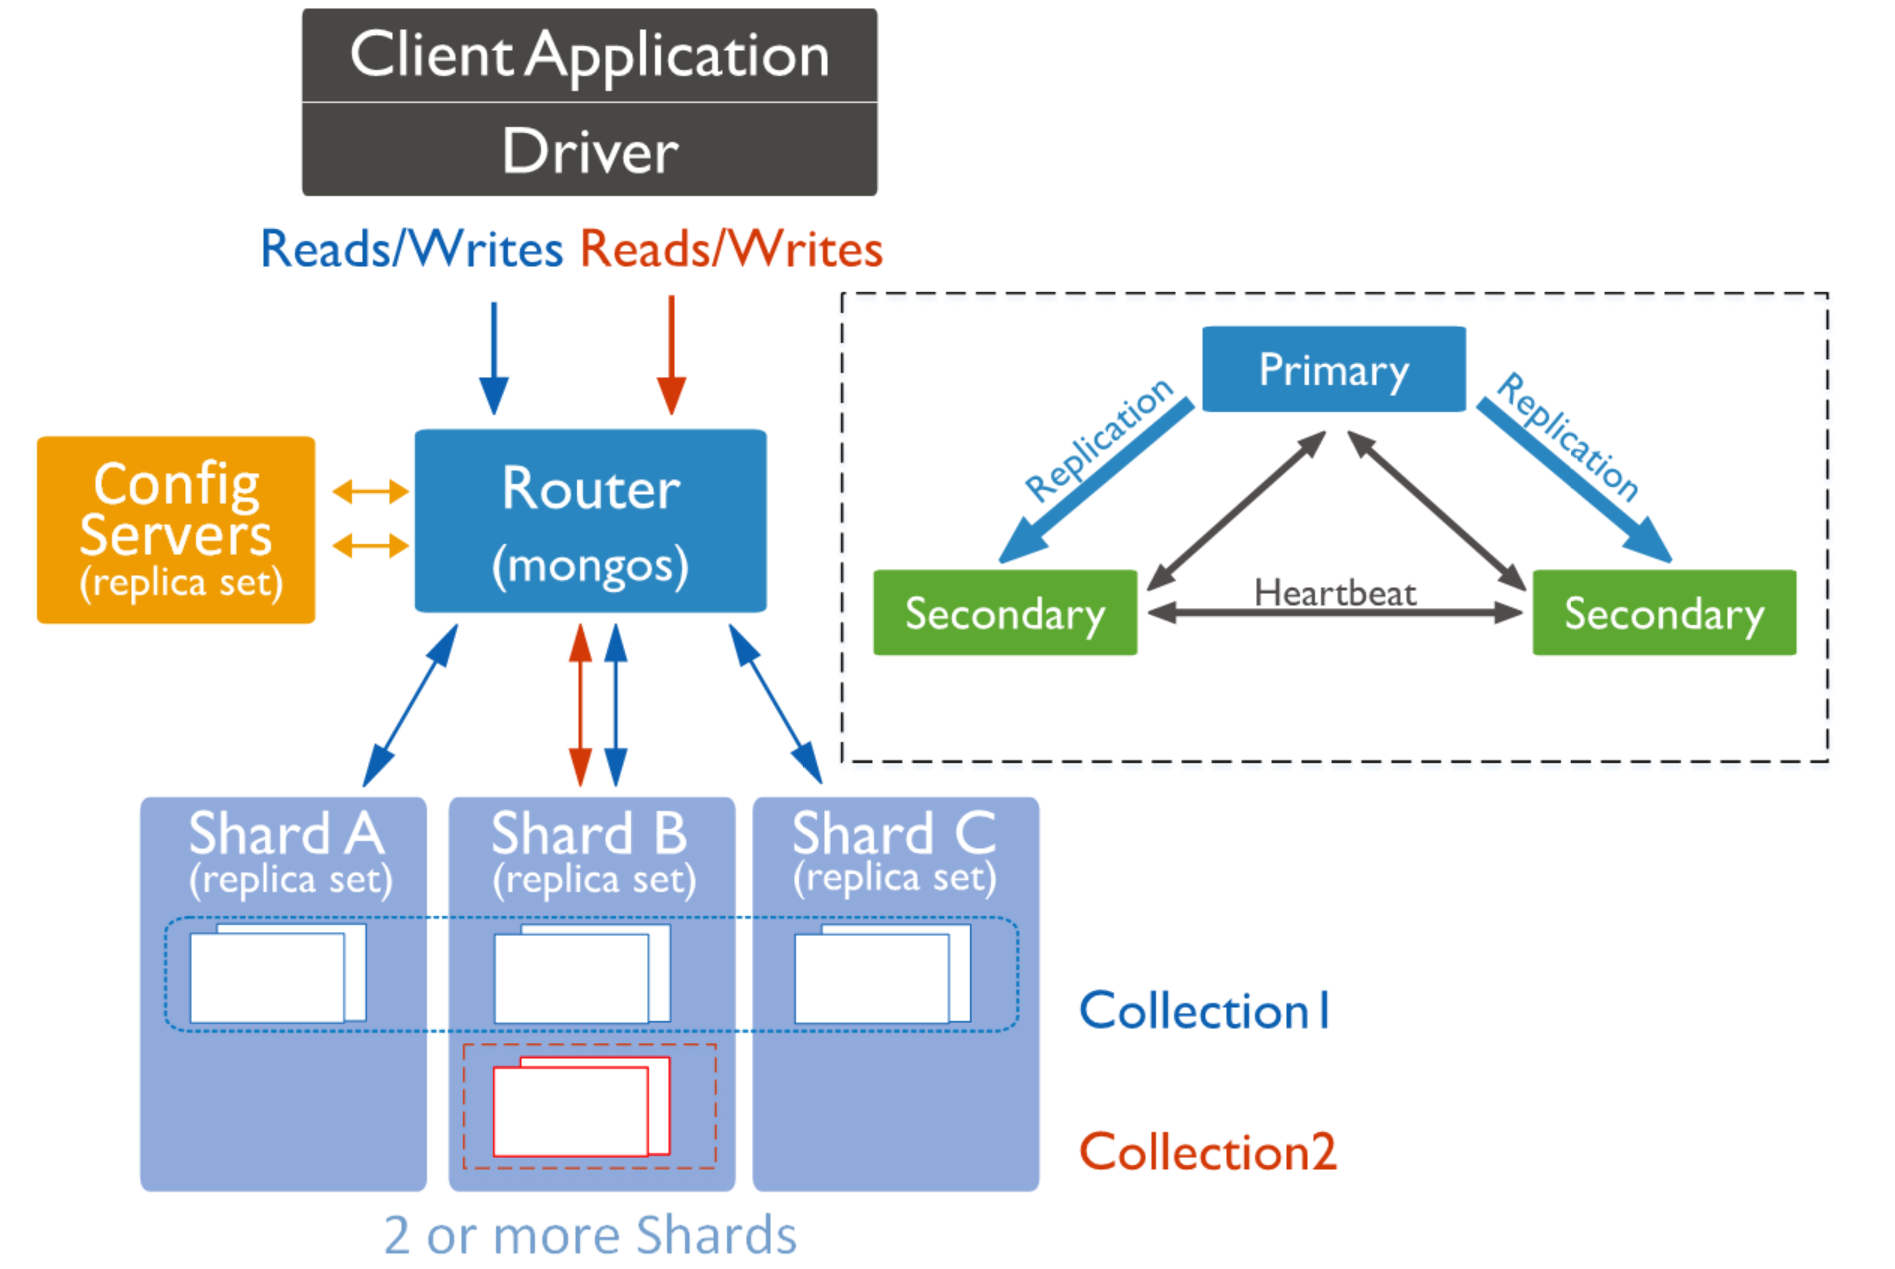 Client Application
Driver
Reads/Writes Reads/Writes
Config
Servers
(replica set)
Router
(mongos)
Primary
Replication
Replication
Secondary
Heartbeat
Secondary
Shard A
(replica set)
Shard B
(replica set)
Shard C
(replica set)
Collection1
Collection2
2 or more Shards